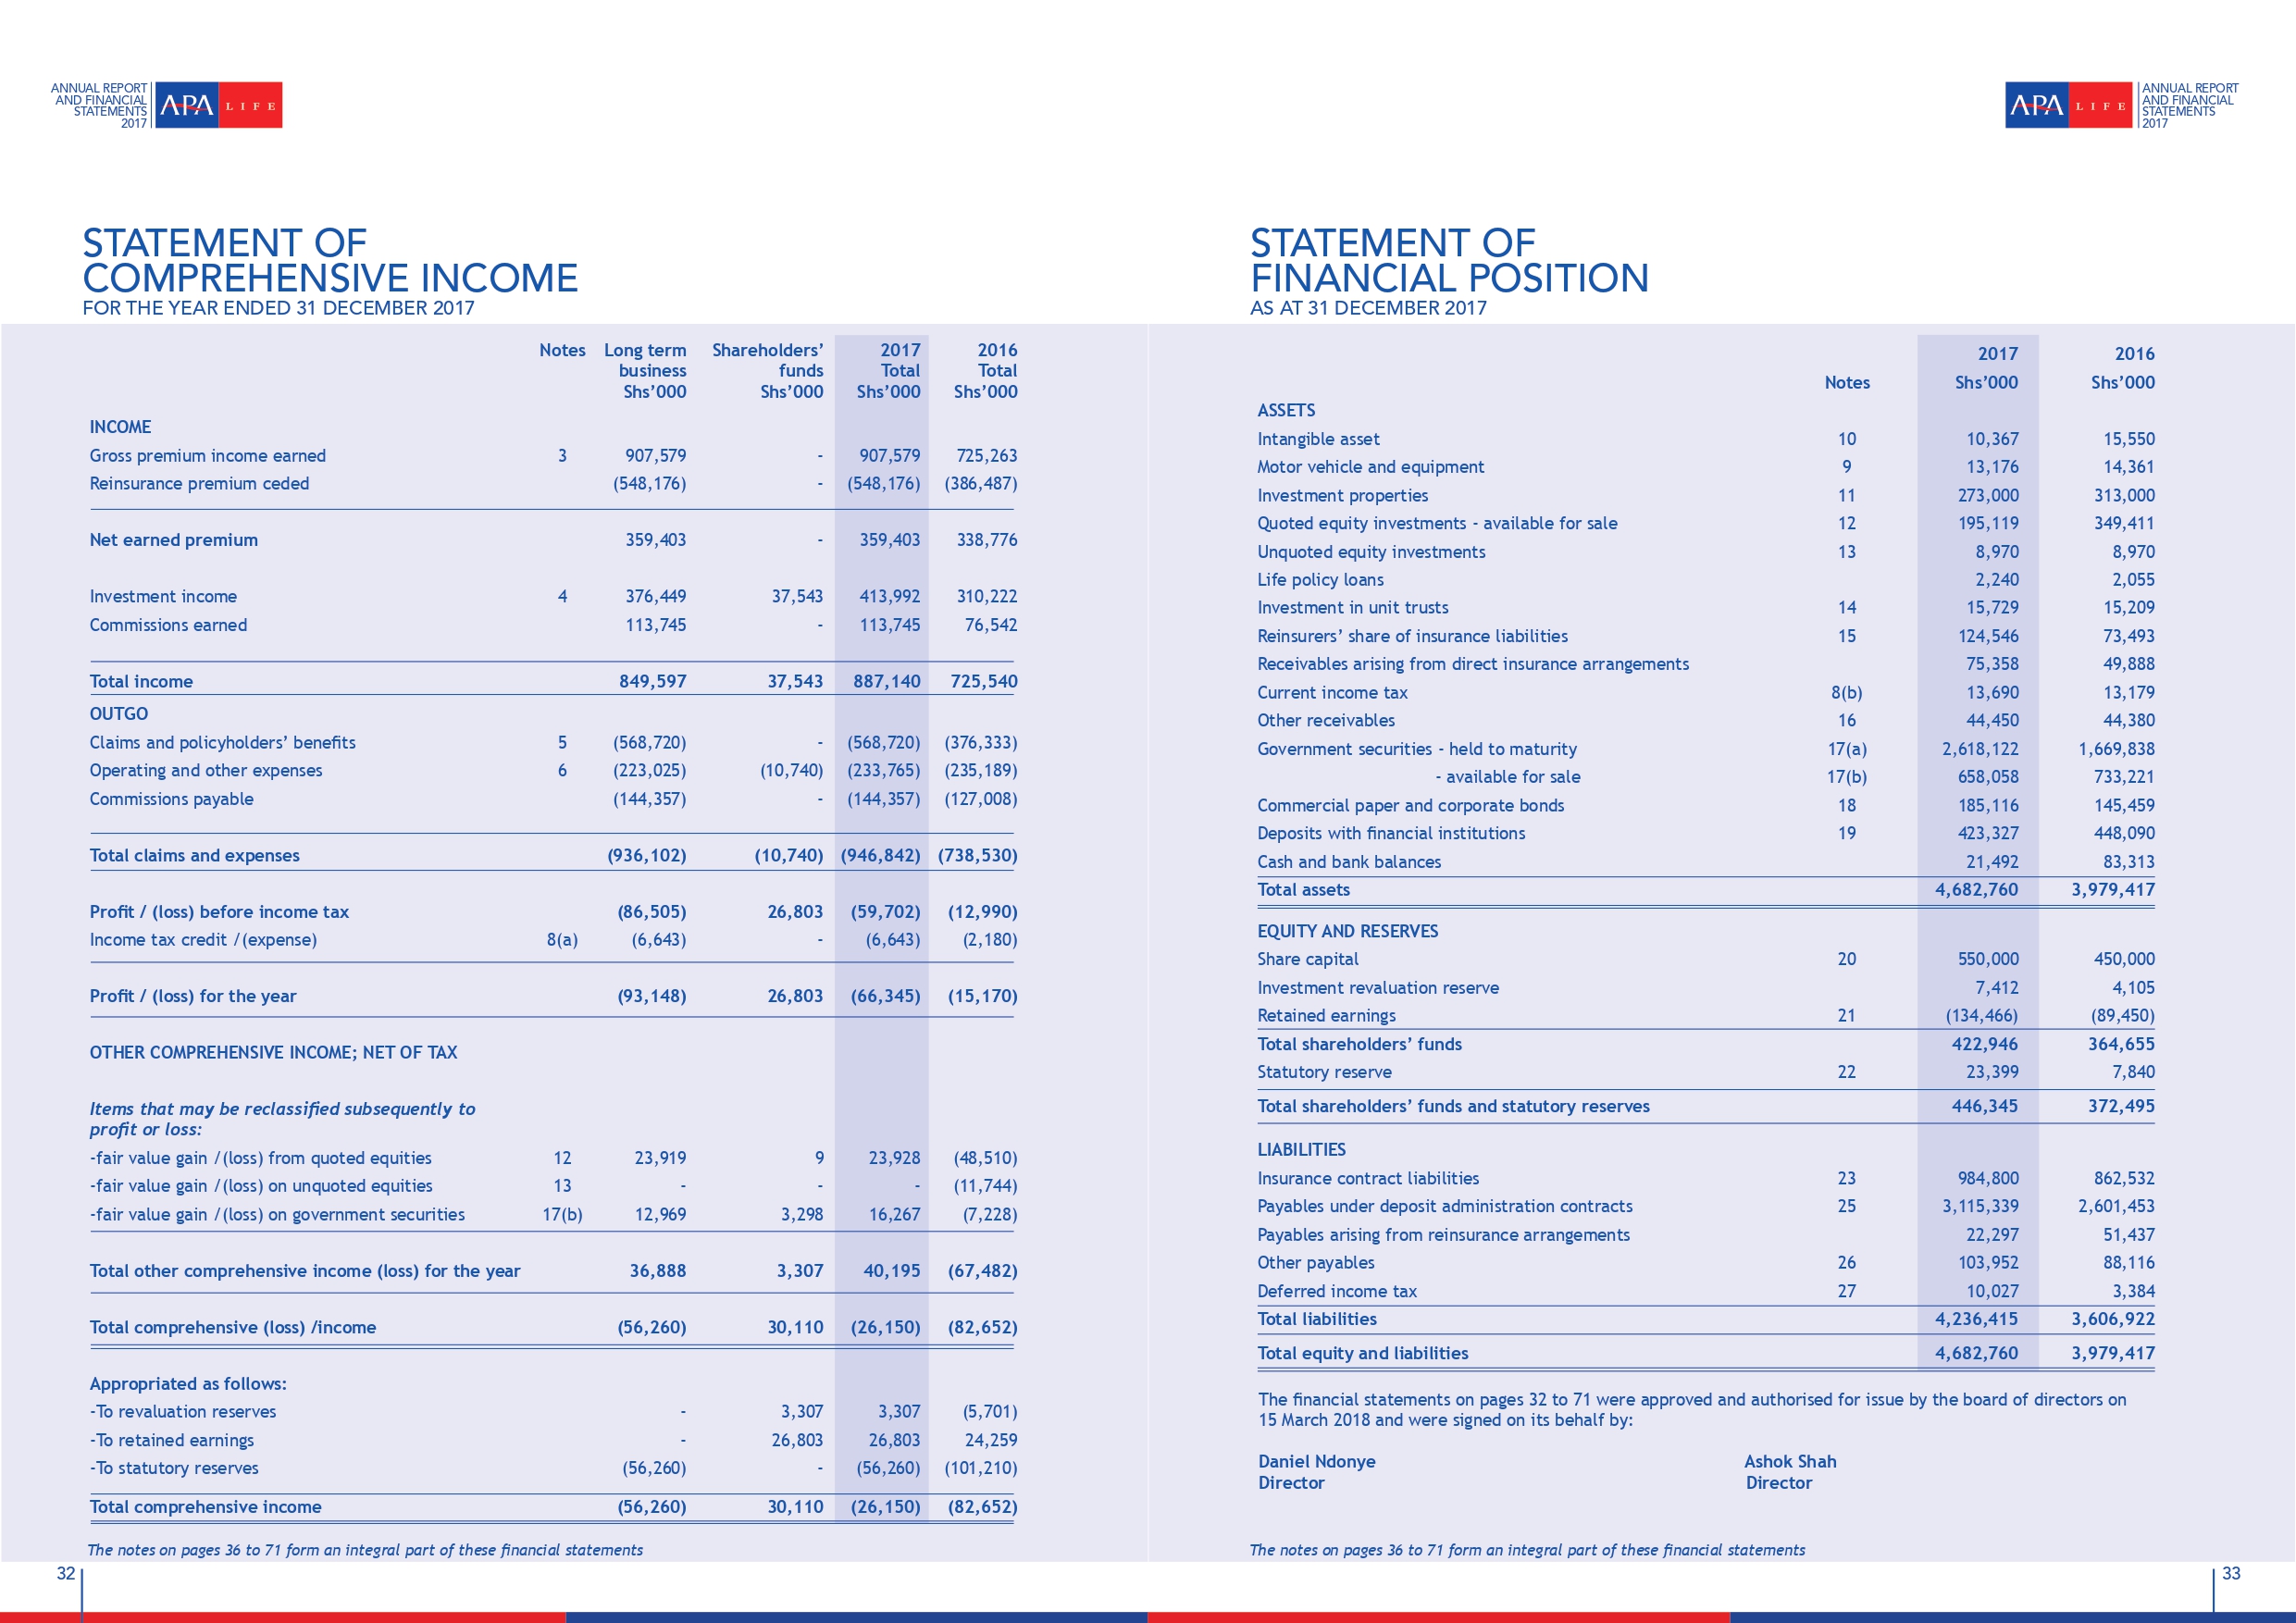 ANNUAL REPORT
AND FINANCIAL
STATEMENTS
2017
APA LIFE
STATEMENT OF
COMPREHENSIVE INCOME
FOR THE YEAR ENDED 31 DECEMBER 2017
Notes Long term Shareholders’ 2017 2016
business funds Total Total
Shs’000 Shs’000 Shs’000 Shs’000
INCOME
Gross premium income earned 3 907,579 - 907,579 725,263
Reinsurance premium ceded (548,176) - (548,176) (386,487)
Net earned premium 359,403 - 359,403 338,776
Investment income 4 376,449 37,543 413,992 310,222
Commissions earned 113,745 - 113,745 76,542
Total income 849,597 37,543 887,140 725,540
OUTGO
Claims and policyholders’ benefits 5 (568,720) - (568,720) (376,333)
Operating and other expenses 6 (223,025) (10,740) (233,765) (235,189)
Commissions payable (144,357) - (144,357) (127,008)
Total claims and expenses (936,102) (10,740) (946,842) (738,530)
Profit / (loss) before income tax (86,505) 26,803 (59,702) (12,990)
Income tax credit /(expense) 8(a) (6,643) - (6,643) (2,180)
Profit / (loss) for the year (93,148) 26,803 (66,345) (15,170)
OTHER COMPREHENSIVE INCOME; NET OF TAX
Items that may be reclassified subsequently to
profit or loss:
-fair value gain /(loss) from quoted equities 12 23,919 9 23,928 (48,510)
-fair value gain /(loss) on unquoted equities 13 - - - (11,744)
-fair value gain /(loss) on government securities 17(b) 12,969 3,298 16,267 (7,228)
Total other comprehensive income (loss) for the year 36,888 3,307 40,195 (67,482)
Total comprehensive (loss) /income (56,260) 30,110 (26,150) (82,652)
Appropriated as follows:
-To revaluation reserves - 3,307 3,307 (5,701)
-To retained earnings - 26,803 26,803 24,259
-To statutory reserves (56,260) - (56,260) (101,210)
Total comprehensive income (56,260) 30,110 (26,150) (82,652)
The notes on pages 36 to 71 form an integral part of these financial statements
32
APA LIFE
ANNUAL REPORT
AND FINANCIAL
STATEMENTS
2017
STATEMENT OF
FINANCIAL POSITION
AS AT 31 DECEMBER 2017
2017 2016
Notes Shs’000 Shs’000
ASSETS
Intangible asset 10 10,367 15,550
Motor vehicle and equipment 9 13,176 14,361
Investment properties 11 273,000 313,000
Quoted equity investments - available for sale 12 195,119 349,411
Unquoted equity investments 13 8,970 8,970
Life policy loans 2,240 2,055
Investment in unit trusts 14 15,729 15,209
Reinsurers’ share of insurance liabilities 15 124,546 73,493
Receivables arising from direct insurance arrangements 75,358 49,888
Current income tax 8(b) 13,690 13,179
Other receivables 16 44,450 44,380
Government securities - held to maturity 17(a) 2,618,122 1,669,838
- available for sale 17(b) 658,058 733,221
Commercial paper and corporate bonds 18 185,116 145,459
Deposits with financial institutions 19 423,327 448,090
Cash and bank balances 21,492 83,313
Total assets 4,682,760 3,979,417
EQUITY AND RESERVES
Share capital 20 550,000 450,000
Investment revaluation reserve 7,412 4,105
Retained earnings 21 (134,466) (89,450)
Total shareholders’ funds 422,946 364,655
Statutory reserve 22 23,399 7,840
Total shareholders’ funds and statutory reserves 446,345 372,495
LIABILITIES
Insurance contract liabilities 23 984,800 862,532
Payables under deposit administration contracts 25 3,115,339 2,601,453
Payables arising from reinsurance arrangements 22,297 51,437
Other payables 26 103,952 88,116
Deferred income tax 27 10,027 3,384
Total liabilities 4,236,415 3,606,922
Total equity and liabilities 4,682,760 3,979,417
The financial statements on pages 32 to 71 were approved and authorised for issue by the board of directors on
15 March 2018 and were signed on its behalf by:
Daniel Ndonye Ashok Shah
Director Director
The notes on pages 36 to 71 form an integral part of these financial statements
33